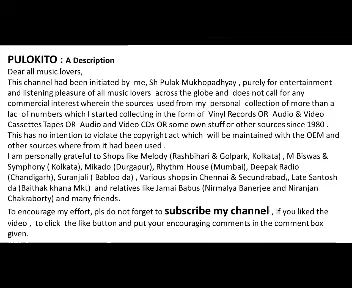 PULOKITO : A Description
Dear all music lovers,
This channel had been initiated by me, Sh Pulak Mukhopadhyay , purely for entertainment
and listening pleasure of all music lovers across the globe and does not call for any
commercial interest wherein the sources used from my personal collection of more than a
lac of numbers which I started collecting in the form of Vinyl Records OR Audio & Video
Cassettes Tapes OR Audio and Video CDs OR some own stuff or other sources since 1980 .
This has no intention to violate the copyright act which will be maintained with the OEM and
other sources where from it had been used .
I am personally grateful to Shops like Melody (Rashbihari & Golpark, Kolkata) , M Biswas &
Symphony ( Kolkata), Mikado (Durgapur), Rhythm House (Mumbai), Deepak Radio
(Chandigarh), Suranjali ( Babloo da) , Various shops in Chennai & Secundrabad,, Late Santosh
da (Baithak khana Mkt) and relatives like Jamai Babus (Nirmalya Banerjee and Niranjan
Chakraborty) and many friends.
To encourage my effort, pls do not forget to subscribe my channel , if you liked the
video , to click the like button and put your encouraging comments in the comment box
given.